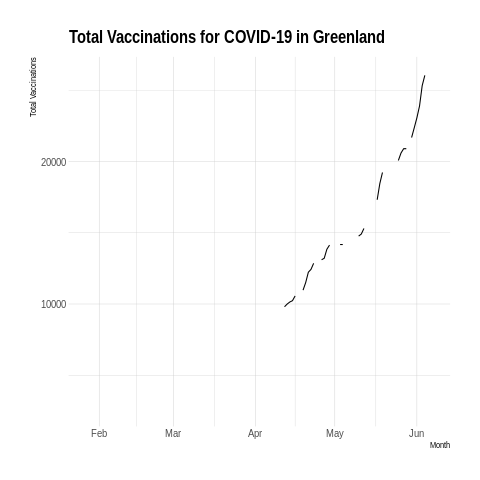 Total Vaccinations for COVID-19 in Greenland
Total Vaccinations
20000
10000
Feb Mar Apr May Jun
Month